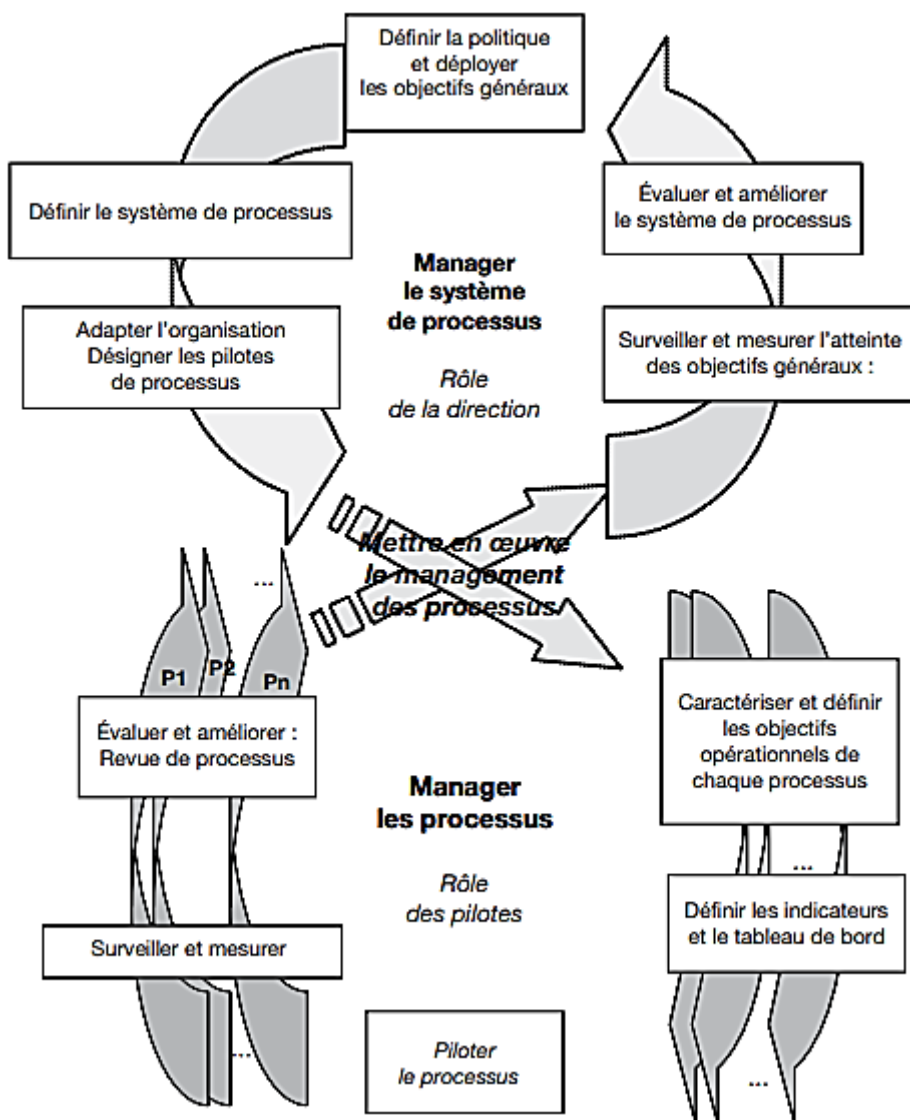 Définir la politique
et déployer
les objectifs généraux
Définir le système de processus
Évaluer et améliorer
le système de processus
Manager
le système
de processus
Adapter l'organisation
Désigner les pilotes
de processus
Surveiller et mesurer l'atteinte
des objectifs généraux :
Rôle
de la direction
Mettre en œuvre
le management
des processus
...
P1
P2
Pn
Évaluer et améliorer :
Revue de processus
Caractériser et définir
les objectifs
opérationnels de
chaque processus
Manager
les processus
...
Rôle
des pilotes
Définir les indicateurs
et le tableau de bord
Surveiller et mesurer
...
Piloter
le processus
...